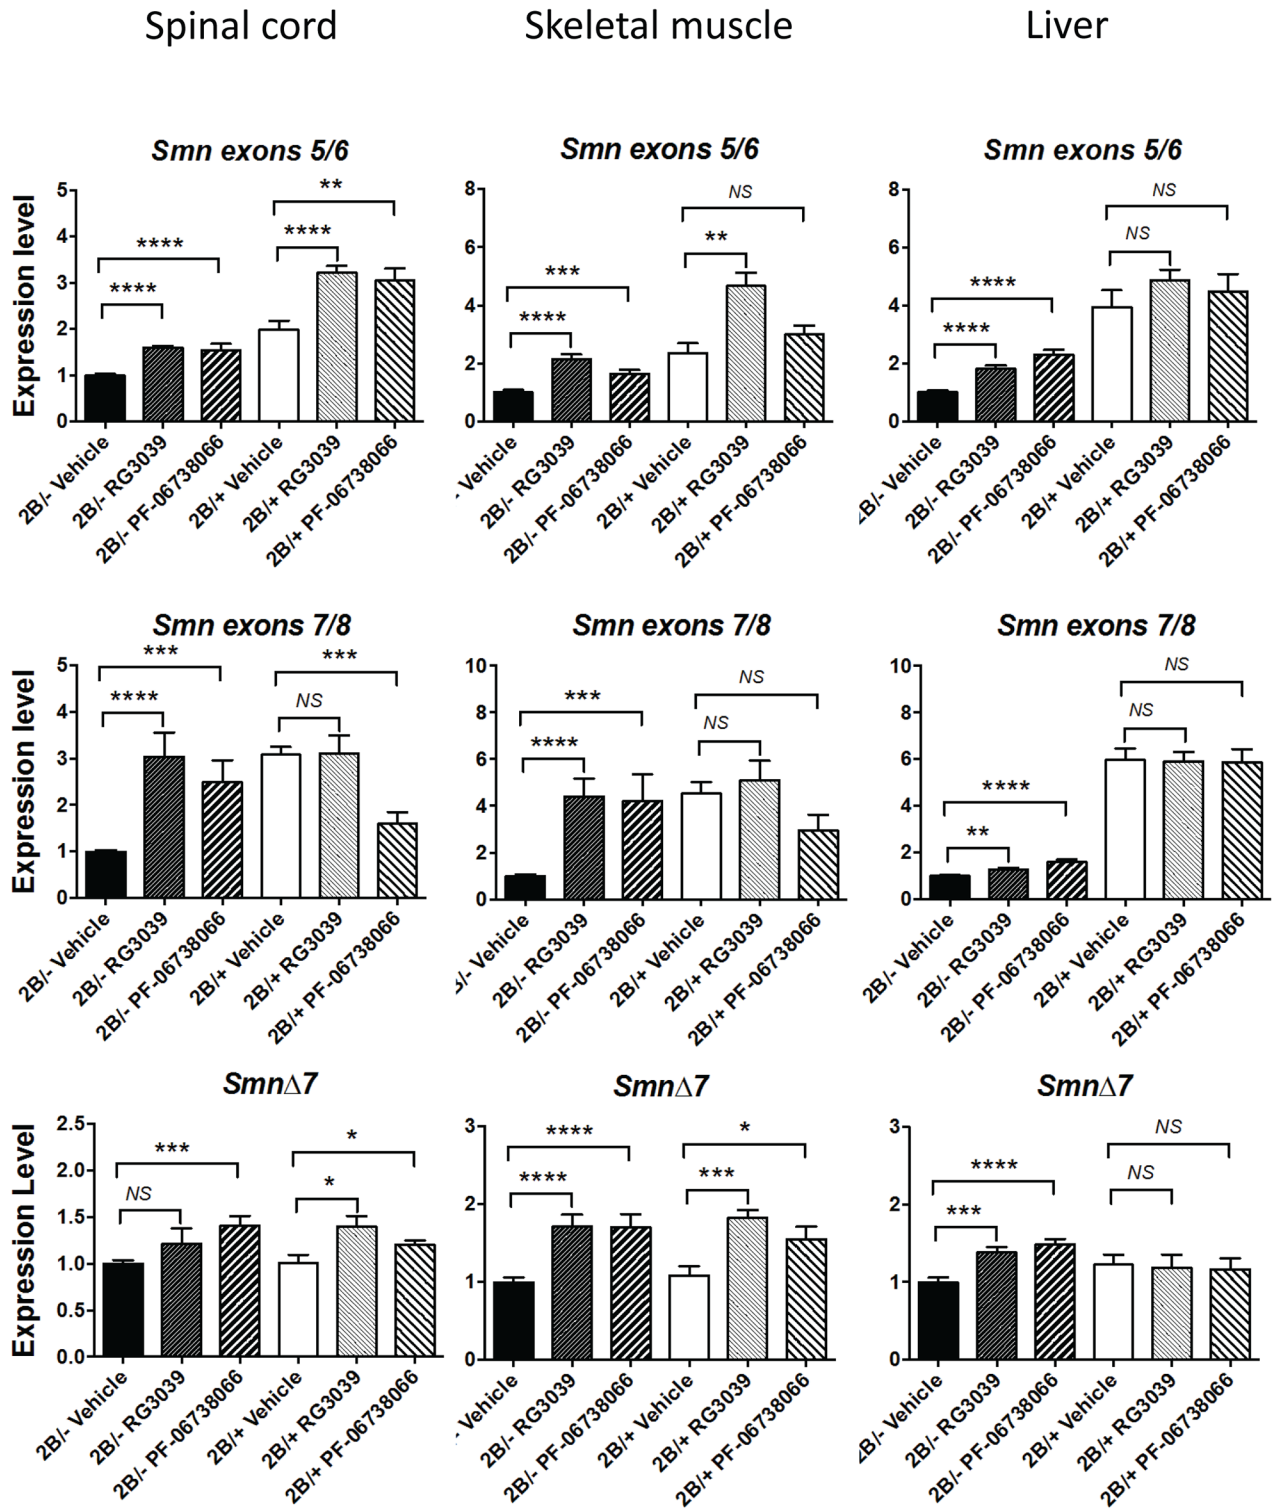 Spinal cord Skeletal muscle Liver
Smn exons 5/6 Smn exons 5/6 Smn exons 5/6
Expression level
5
4
3
2
1
0
**** **** **** **
8
6
4
2
0
**** *** ** NS
8
6
4
2
0
**** **** NS NS
2B/- Vehicle
2B/- RG3039
2B/- PF-06738066
2B/+ Vehicle
2B/+ RG3039
2B/+ PF-06738066
- Vehicle
2B/- RG3039
2B/- PF-06738066
2B/+ Vehicle
2B/+ RG3039
2B/+ PF-06738066
2B/- Vehicle
2B/- RG3039
2B/- PF-06738066
2B/+ Vehicle
2B/+ RG3039
2B/+ PF-06738066
Smn exons 7/8 Smn exons 7/8 Smn exons 7/8
Expression level
5
4
3
2
1
0
**** *** NS ***
10
8
6
4
2
0
**** *** NS NS
10
8
6
4
2
0
** **** NS NS
2B/- Vehicle
2B/- RG3039
2B/- PF-06738066
2B/+ Vehicle
2B/+ RG3039
2B/+ PF-06738066
B/- Vehicle
2B/- RG3039
2B/- PF-06738066
2B/+ Vehicle
2B/+ RG3039
2B/+ PF-06738066
2B/- Vehicle
2B/- RG3039
2B/- PF-06738066
2B/+ Vehicle
2B/+ RG3039
2B/+ PF-06738066
Smn∆7 Smn∆7 Smn∆7
Expression Level
2.5
2.0
1.5
1.0
0.5
0.0
NS *** * *
3
2
1
0
**** **** *** *
3
2
1
0
*** **** NS NS
2B/- Vehicle
2B/- RG3039
2B/- PF-06738066
2B/+ Vehicle
2B/+ RG3039
2B/+ PF-06738066
- Vehicle
2B/- RG3039
2B/- PF-06738066
2B/+ Vehicle
2B/+ RG3039
2B/+ PF-06738066
2B/- Vehicle
2B/- RG3039
2B/- PF-06738066
2B/+ Vehicle
2B/+ RG3039
2B/+ PF-06738066